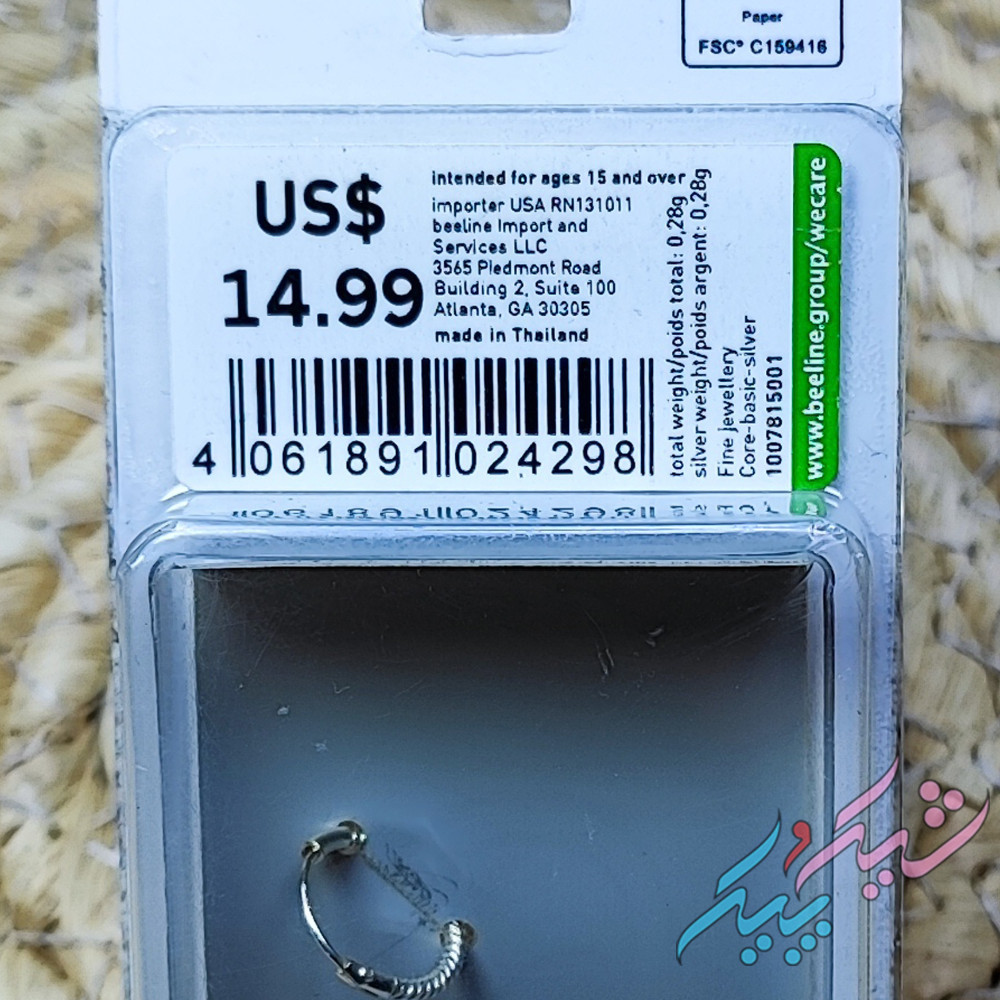 Paper
FSC® C159416
US$
14.99
intended for ages 15 and over
importer USA RN131011
beeline Import and
Services LLC
3565 Piedmont Road
Building 2, Suite 100
Atlanta, GA 30305
made in Thailand
4 061891 024298
total weight/poids total: 0,28g
silver weight/poids argent: 0,28g
Fine jewellery
Core-basic-silver
1007815001
www.beeline.group/wecare
شیک و پیک